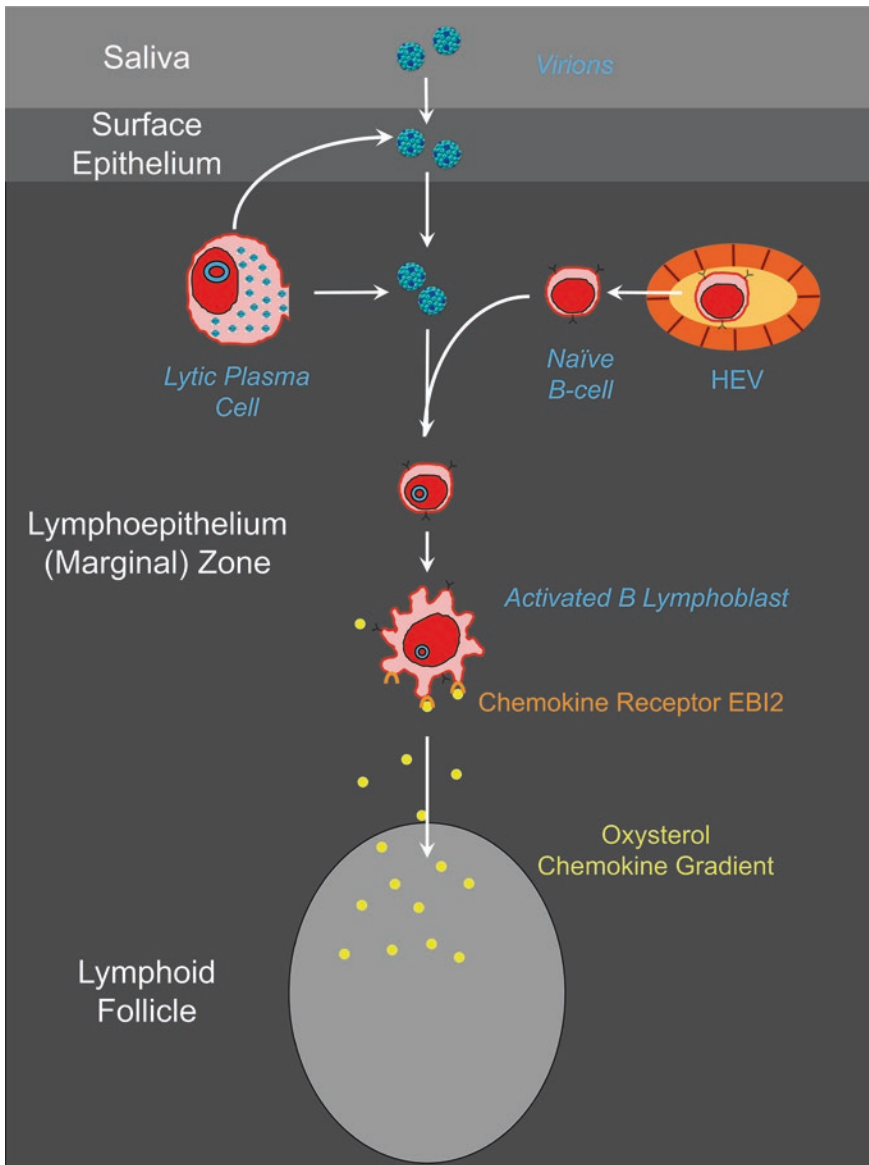 Saliva
Virions
Surface
Epithelium
Lytic Plasma
Cell
Naïve
B-cell
HEV
Lymphoepithelium
(Marginal) Zone
Activated B Lymphoblast
Chemokine Receptor EBI2
Oxysterol
Chemokine Gradient
Lymphoid
Follicle